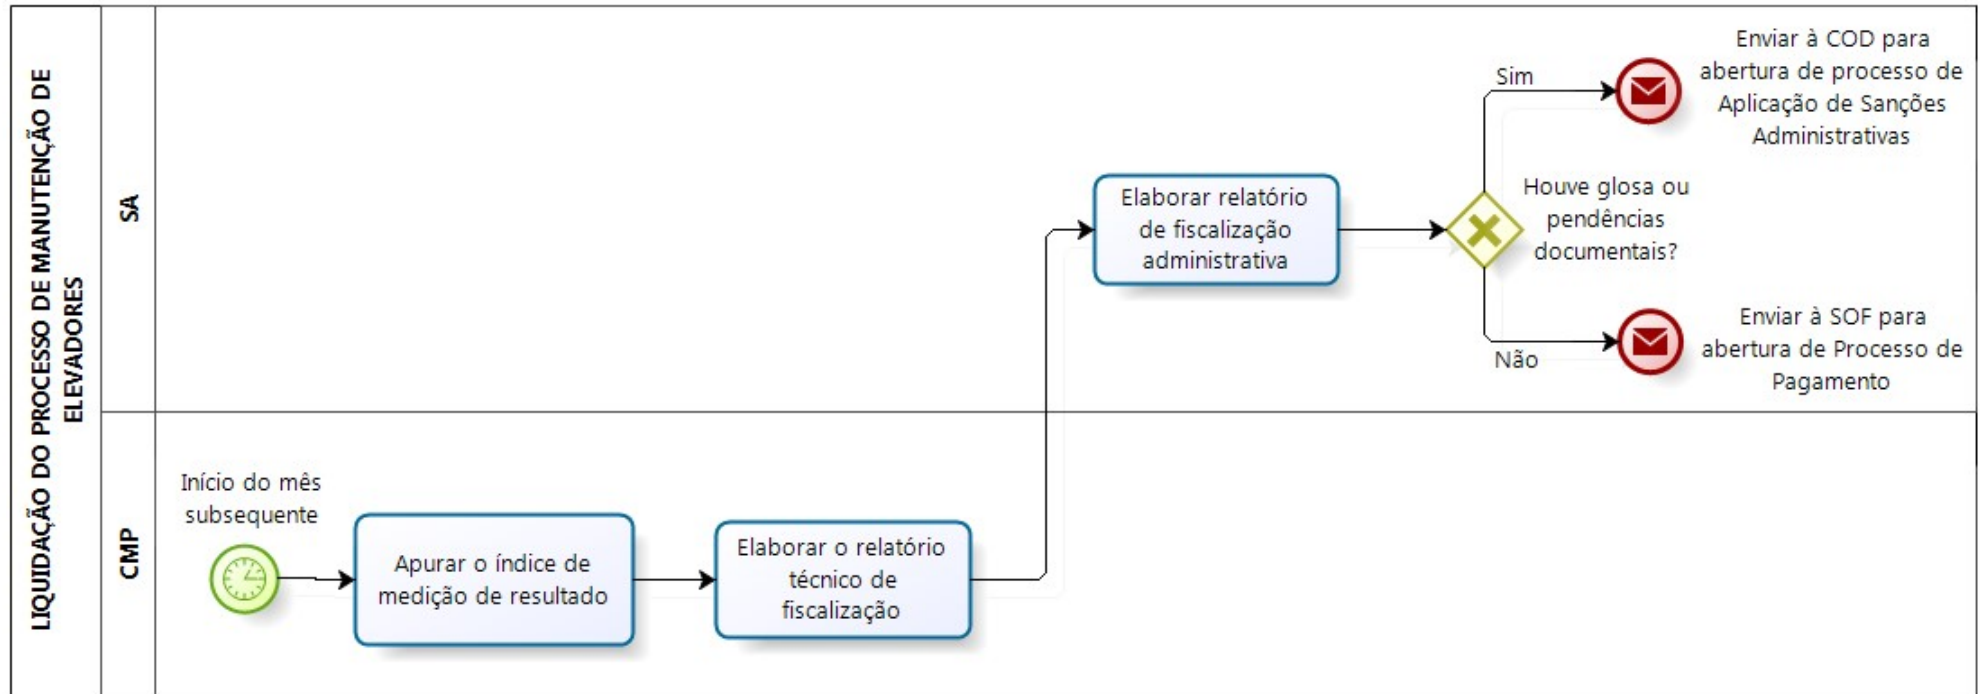 LIQUIDAÇÃO DO PROCESSO DE MANUTENÇÃO DE
ELEVADORES
SA
Elaborar relatório
de fiscalização
administrativa
Sim
Enviar à COD para
abertura de processo de
Aplicação de Sanções
Administrativas
Houve glosa ou
pendências
documentais?
Não
Enviar à SOF para
abertura de Processo de
Pagamento
CMP
Início do mês
subsequente
Apurar o índice de
medição de resultado
Elaborar o relatório
técnico de
fiscalização